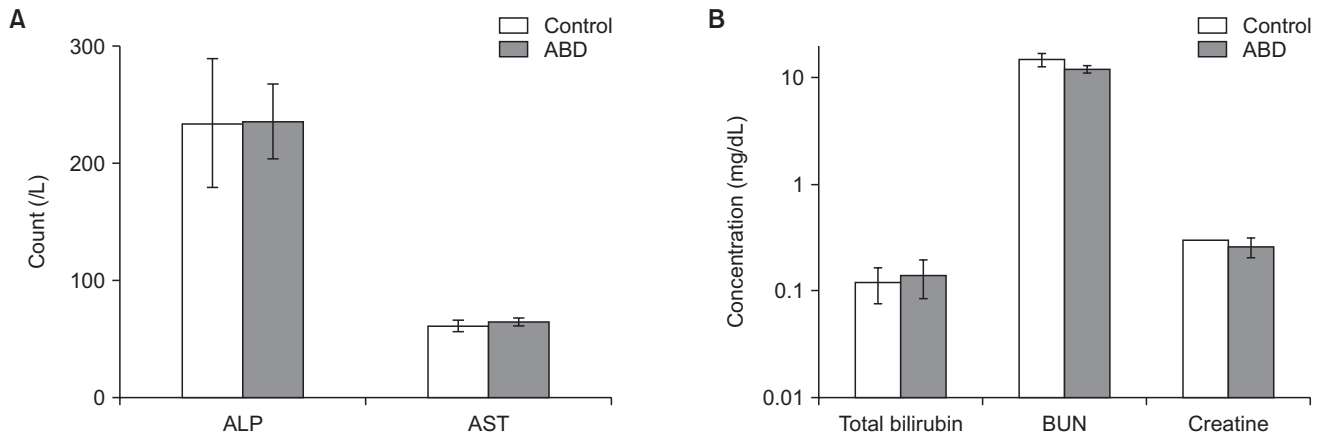 A
Control
ABD
300
200
100
0
Count (/L)
ALP
AST
B
Control
ABD
10
1
0.1
0.01
Concentration (mg/dL)
Total bilirubin
BUN
Creatine